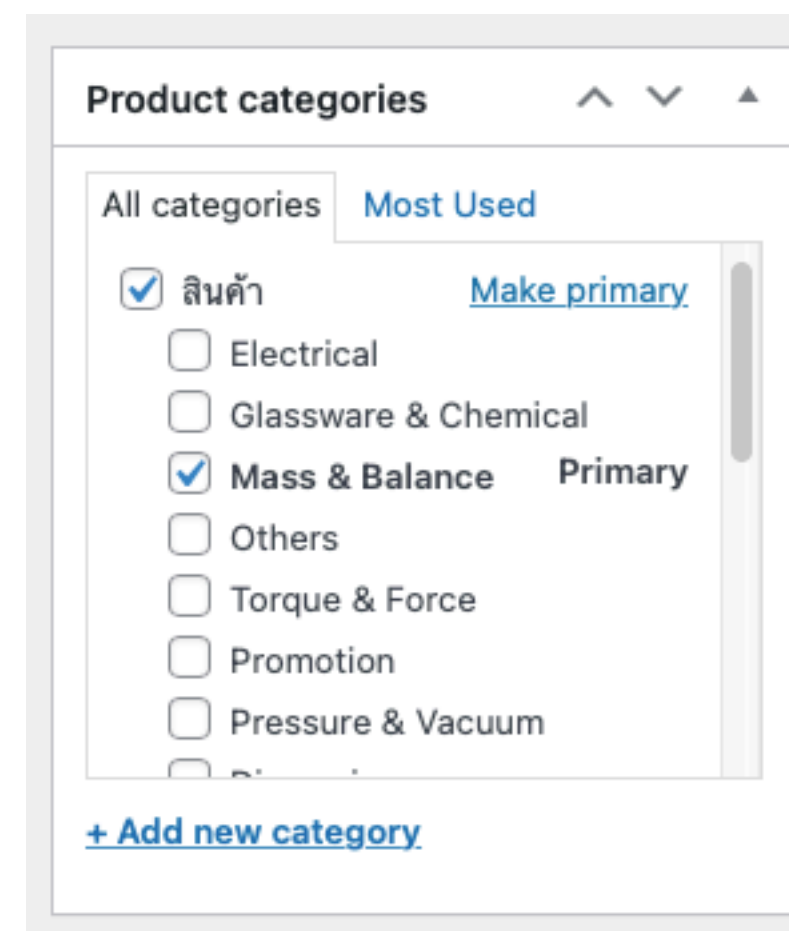 Product categories
All categories Most Used
สินค้า Make primary
Electrical
Glassware & Chemical
Mass & Balance Primary
Others
Torque & Force
Promotion
Pressure & Vacuum
+ Add new category